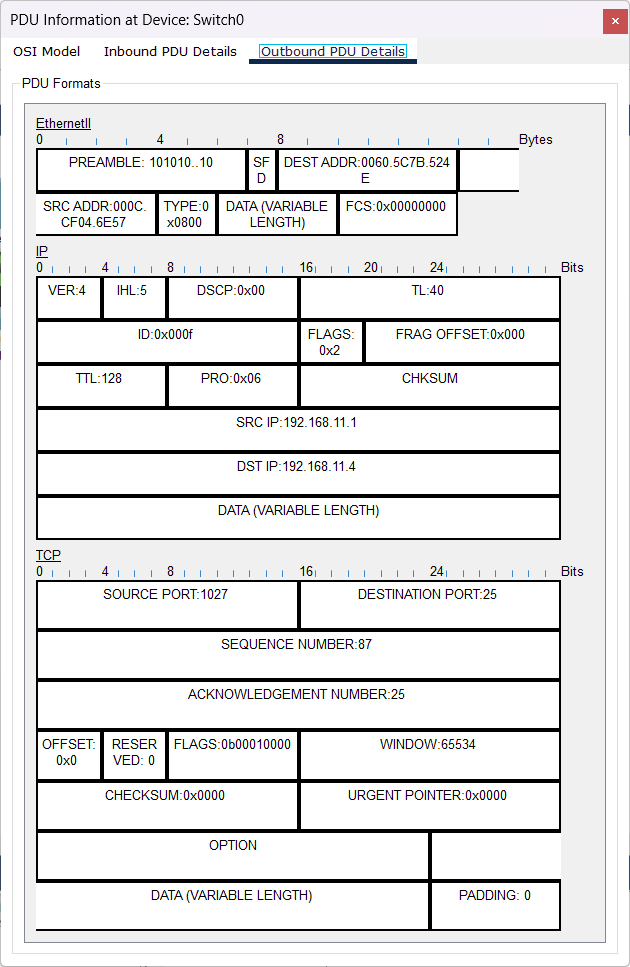 PDU Information at Device: Switch0
×
OSI Model Inbound PDU Details Outbound PDU Details
PDU Formats
EthernetII
0 4 8 Bytes
PREAMBLE: 101010..10 SF DEST ADDR:0060.5C7B.524
D E
SRC ADDR:000C. TYPE:0 DATA (VARIABLE FCS:0x00000000
CF04.6E57 x0800 LENGTH)
IP
0 4 8 16 20 24 Bits
VER:4 IHL:5 DSCP:0x00 TL:40
ID:0x000f FLAGS: FRAG OFFSET:0x000
0x2
TTL:128 PRO:0x06 CHKSUM
SRC IP:192.168.11.1
DST IP:192.168.11.4
DATA (VARIABLE LENGTH)
TCP
0 4 8 16 24 Bits
SOURCE PORT:1027 DESTINATION PORT:25
SEQUENCE NUMBER:87
ACKNOWLEDGEMENT NUMBER:25
OFFSET: RESER FLAGS:0b00010000 WINDOW:65534
0x0 VED: 0
CHECKSUM:0x0000 URGENT POINTER:0x0000
OPTION
DATA (VARIABLE LENGTH) PADDING: 0